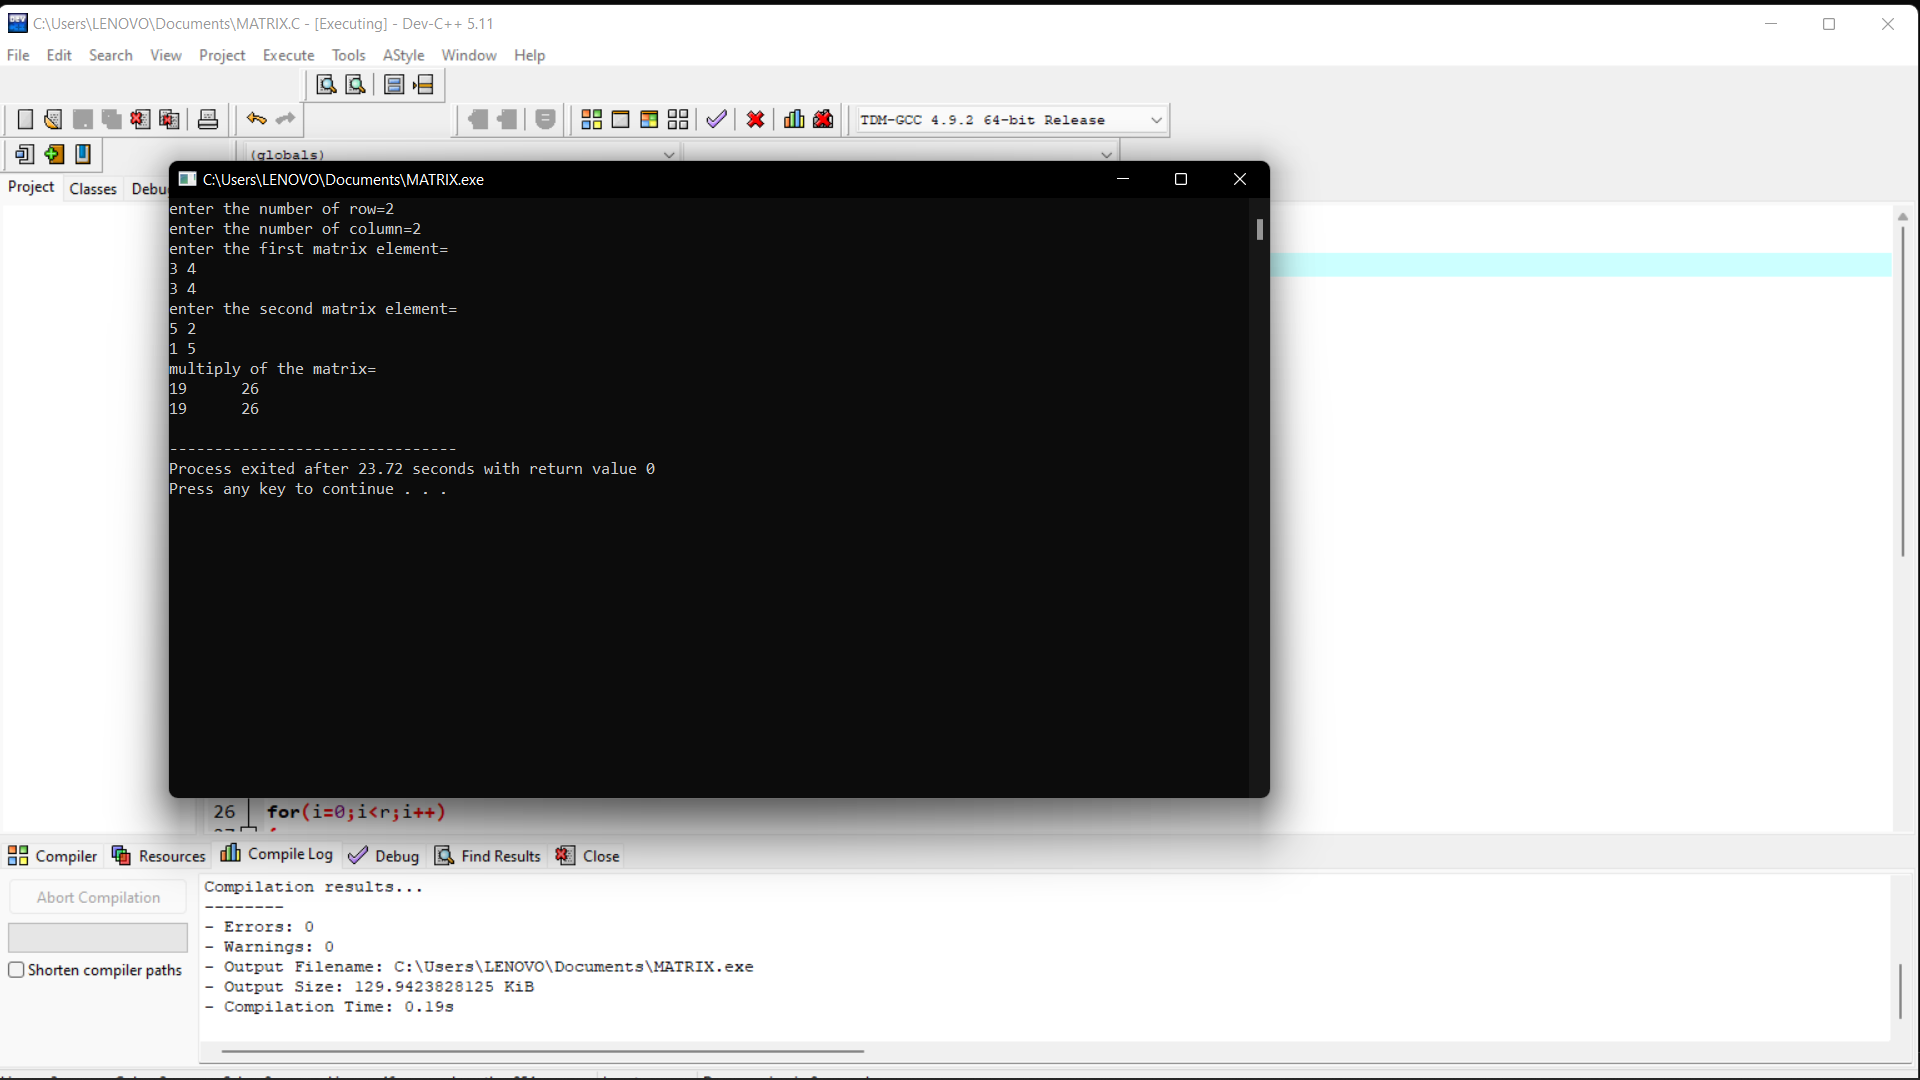 C:\Users\LENOVO\Documents\MATRIX.C - [Executing] - Dev-C++ 5.11
File Edit Search View Project Execute Tools AStyle Window Help
TDM-GCC 4.9.2 64-bit Release
(globals)
Project Classes Debu
C:\Users\LENOVO\Documents\MATRIX.exe
enter the number of row=2
enter the number of column=2
enter the first matrix element=
3 4
3 4
enter the second matrix element=
5 2
1 5
multiply of the matrix=
19 26
19 26
--------------------------------
Process exited after 23.72 seconds with return value 0
Press any key to continue . . .
26 for(i=0;i<r;i++)
Compiler Resources Compile Log Debug Find Results Close
Abort Compilation
Shorten compiler paths
Compilation results...
--------
- Errors: 0
- Warnings: 0
- Output Filename: C:\Users\LENOVO\Documents\MATRIX.exe
- Output Size: 129.9423828125 KiB
- Compilation Time: 0.19s